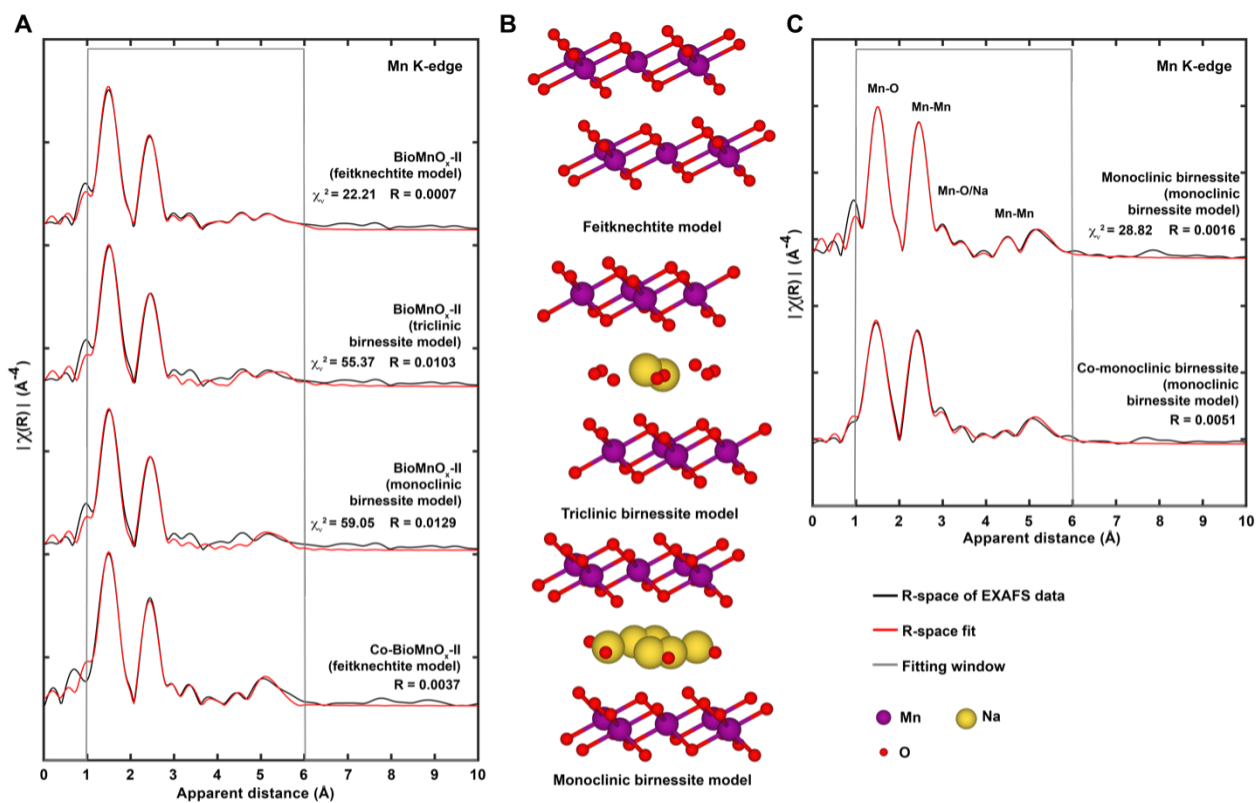 A
Mn K-edge
BioMnOₓ-II
(feitknechtite model)
χᵥ² = 22.21 R = 0.0007
BioMnOₓ-II
(triclinic
birnessite model)
χᵥ² = 55.37 R = 0.0103
BioMnOₓ-II
(monoclinic
birnessite model)
χᵥ² = 59.05 R = 0.0129
Co-BioMnOₓ-II
(feitknechtite model)
R = 0.0037
|χ(R)| (Å⁻⁴)
0 1 2 3 4 5 6 7 8 9 10
Apparent distance (Å)
B
Feitknechtite model
Triclinic birnessite model
Monoclinic birnessite model
C
Mn K-edge
Mn-O
Mn-Mn
Mn-O/Na
Mn-Mn
Monoclinic birnessite
(monoclinic
birnessite model)
χᵥ² = 28.82 R = 0.0016
Co-monoclinic birnessite
(monoclinic
birnessite model)
R = 0.0051
|χ(R)| (Å⁻⁴)
0 1 2 3 4 5 6 7 8 9 10
Apparent distance (Å)
R-space of EXAFS data
R-space fit
Fitting window
Mn Na
O